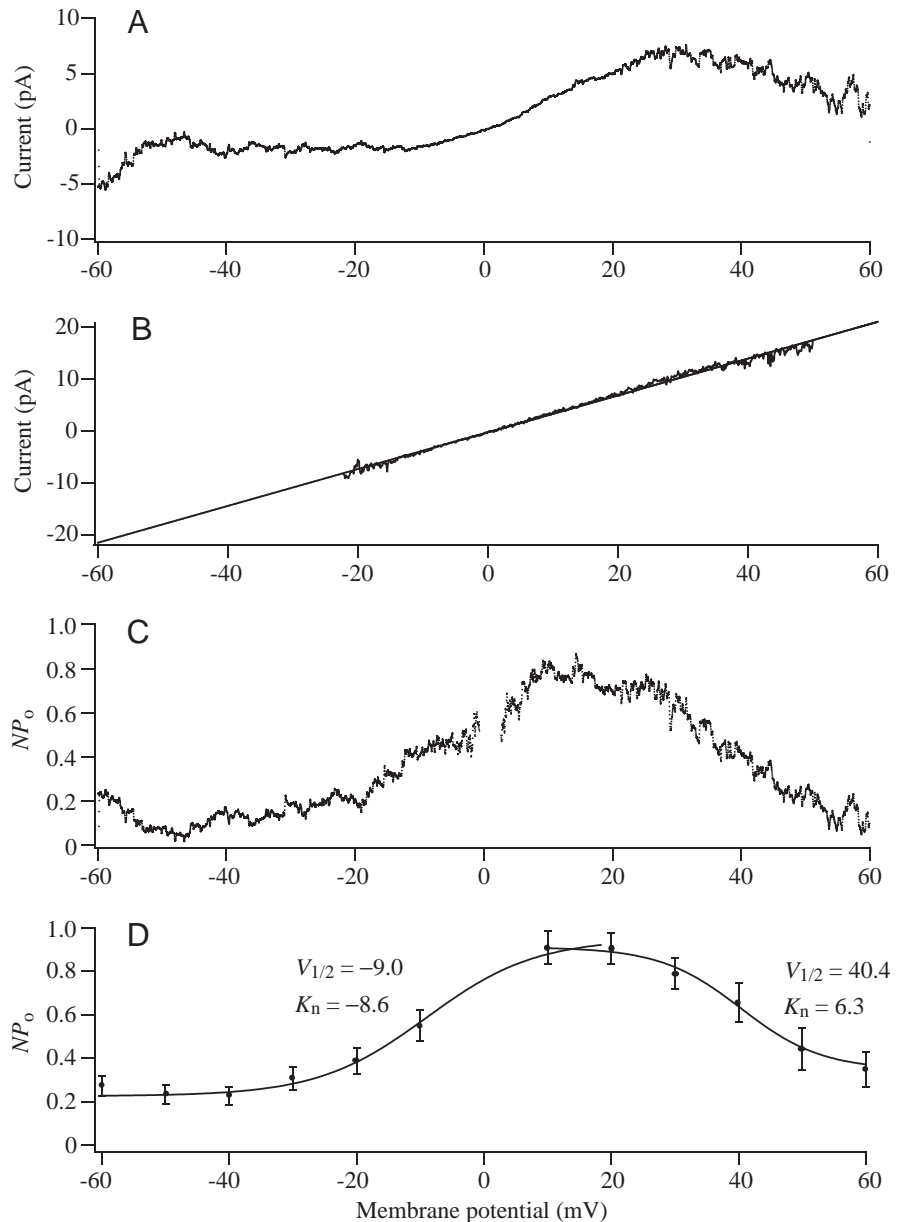 A
10
5
0
-5
-10
Current (pA)
-60 -40 -20 0 20 40 60
B
20
10
0
-10
-20
Current (pA)
-60 -40 -20 0 20 40 60
C
1.0
0.8
0.6
0.4
0.2
0
NPo
-60 -40 -20 0 20 40 60
D
1.0
0.8
0.6
0.4
0.2
0
NPo
V1/2 = −9.0
Kn = −8.6
V1/2 = 40.4
Kn = 6.3
-60 -40 -20 0 20 40 60
Membrane potential (mV)